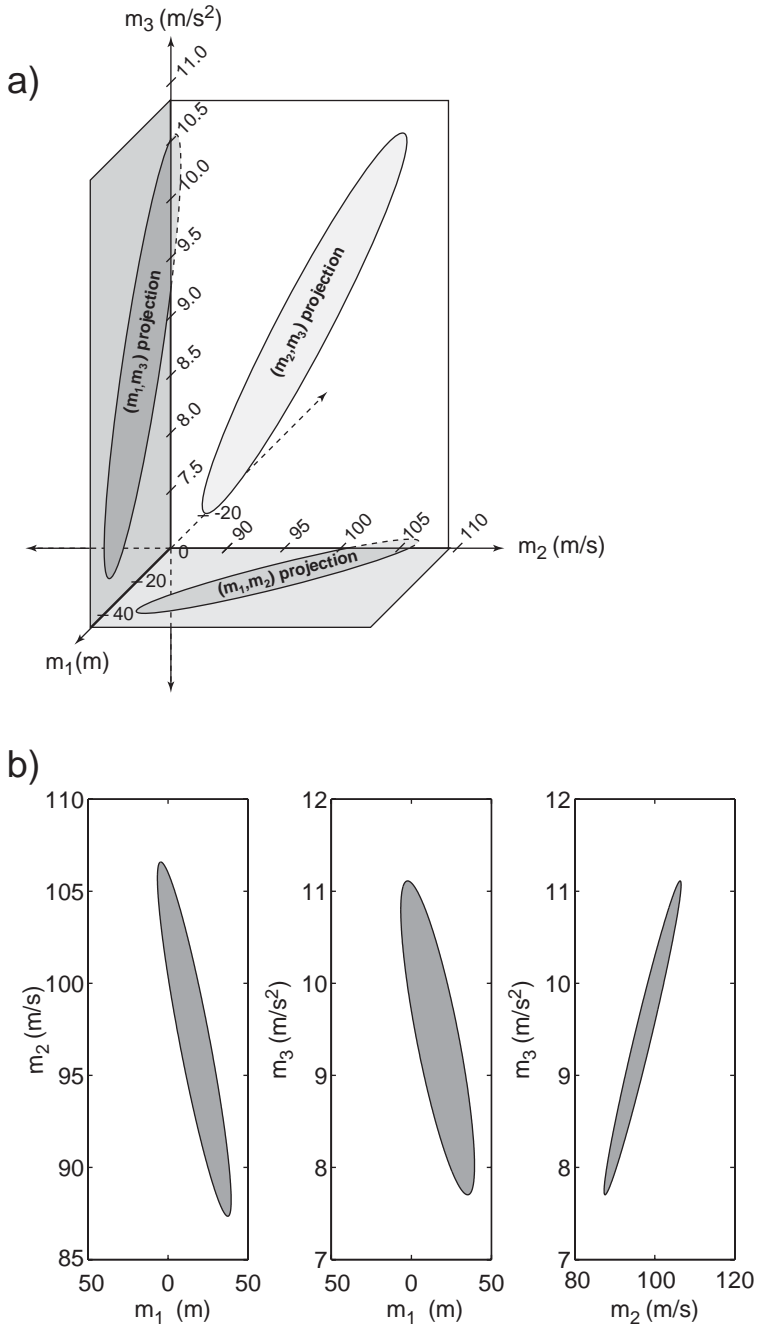 a)
m3 (m/s2)
11.0
10.5
10.0
9.5
9.0
8.5
8.0
7.5
(m1,m3) projection
(m2,m3) projection
-20
90
95
100
105
110
0
m2 (m/s)
20
40
(m1,m2) projection
m1(m)
b)
110
105
100
95
90
85
m2 (m/s)
50 0 50
m1 (m)
12
11
10
9
8
7
m3 (m/s2)
50 0 50
m1 (m)
12
11
10
9
8
7
m3 (m/s2)
80 100 120
m2 (m/s)